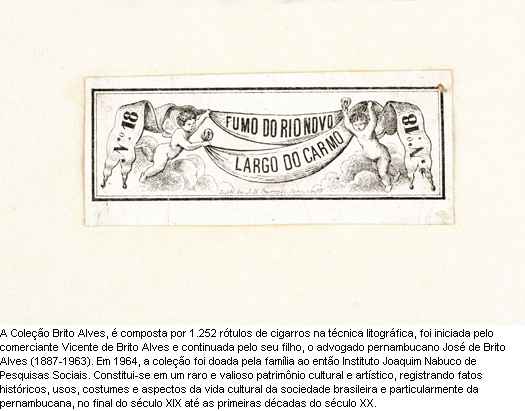 Nº 18
FUMO DO RIO NOVO
LARGO DO CARMO
Nº 18
A Coleção Brito Alves, é composta por 1.252 rótulos de cigarros na técnica litográfica, foi iniciada pelo
comerciante Vicente de Brito Alves e continuada pelo seu filho, o advogado pernambucano José de Brito
Alves (1887-1963). Em 1964, a coleção foi doada pela família ao então Instituto Joaquim Nabuco de
Pesquisas Sociais. Constitui-se em um raro e valioso patrimônio cultural e artístico, registrando fatos
históricos, usos, costumes e aspectos da vida cultural da sociedade brasileira e particularmente da
pernambucana, no final do século XIX até as primeiras décadas do século XX.